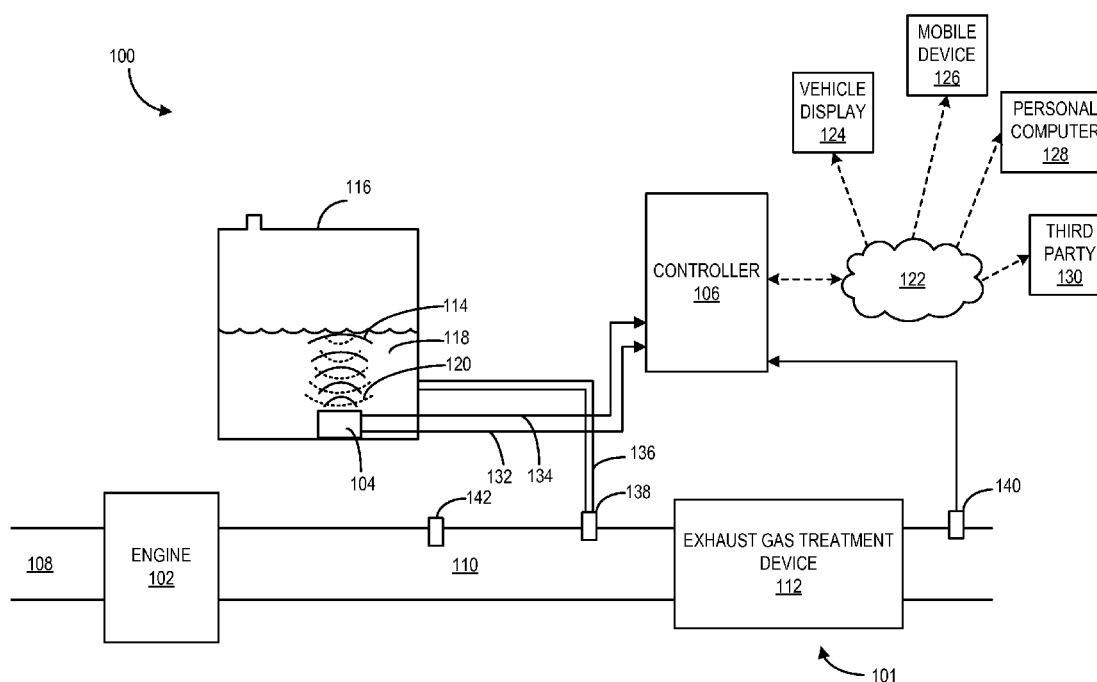 100
MOBILE
DEVICE
126
VEHICLE
DISPLAY
124
PERSONAL
COMPUTER
128
116
THIRD
PARTY
130
CONTROLLER
106
122
114
118
120
104
132
134
136
138
142
140
108
ENGINE
102
110
EXHAUST GAS TREATMENT
DEVICE
112
101